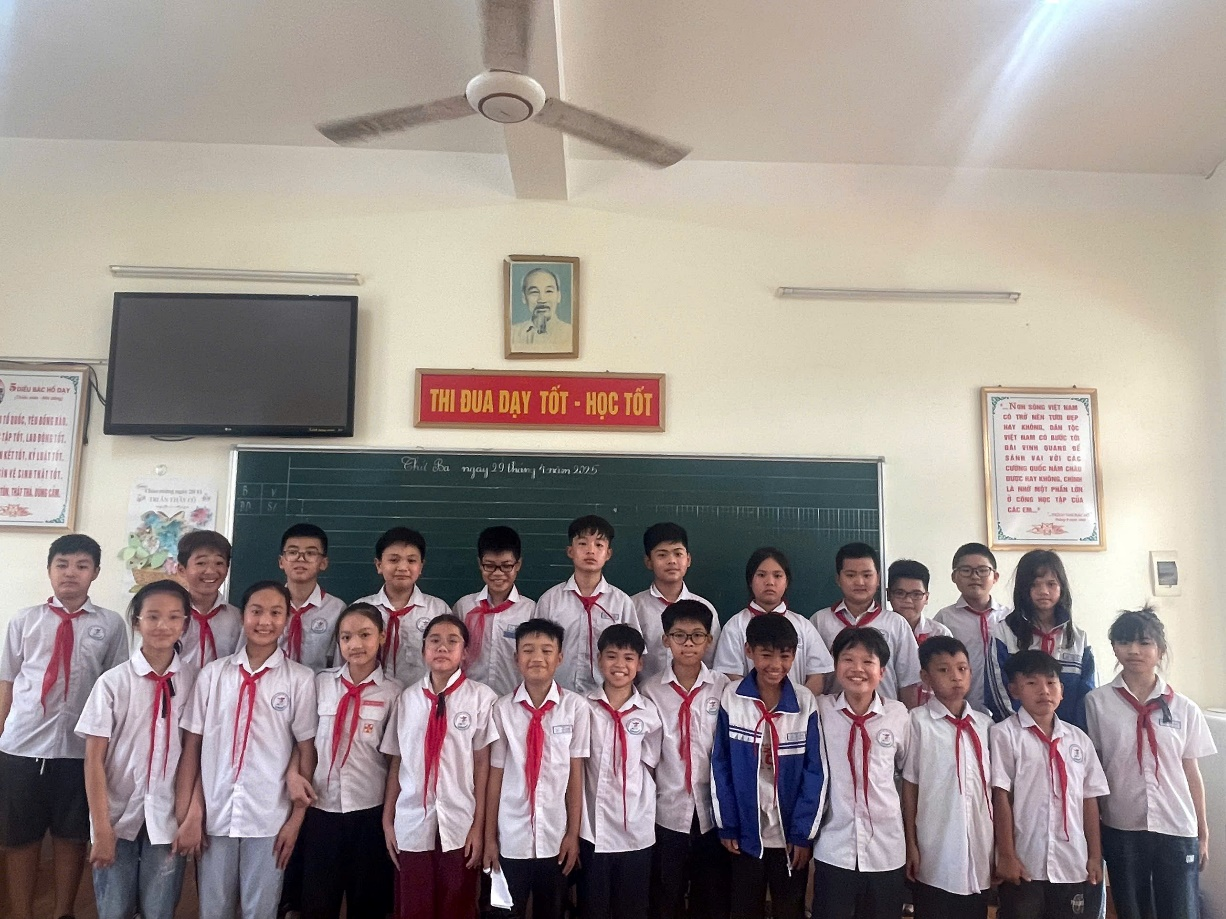 5 ĐIỀU BÁC HỒ DẠY
TỔ QUỐC, YÊU ĐỒNG BÀO.
TẬP TỐT, LAO ĐỘNG TỐT.
KẾT TỐT, KỶ LUẬT TỐT.
VỆ SINH THẬT TỐT.
TỐN, THẬT THÀ, DŨNG CẢM.
THI ĐUA DẠY TỐT - HỌC TỐT
Thứ Ba ngày 29 tháng 4 năm 2025
"...NON SÔNG VIỆT NAM
CÓ TRỞ NÊN TƯƠI ĐẸP
HAY KHÔNG, DÂN TỘC
VIỆT NAM CÓ BƯỚC TỚI
ĐÀI VINH QUANG ĐỂ
SÁNH VAI VỚI CÁC
CƯỜNG QUỐC NĂM CHÂU
ĐƯỢC HAY KHÔNG, CHÍNH
LÀ NHỜ MỘT PHẦN LỚN
Ở CÔNG HỌC TẬP CỦA
CÁC EM..."